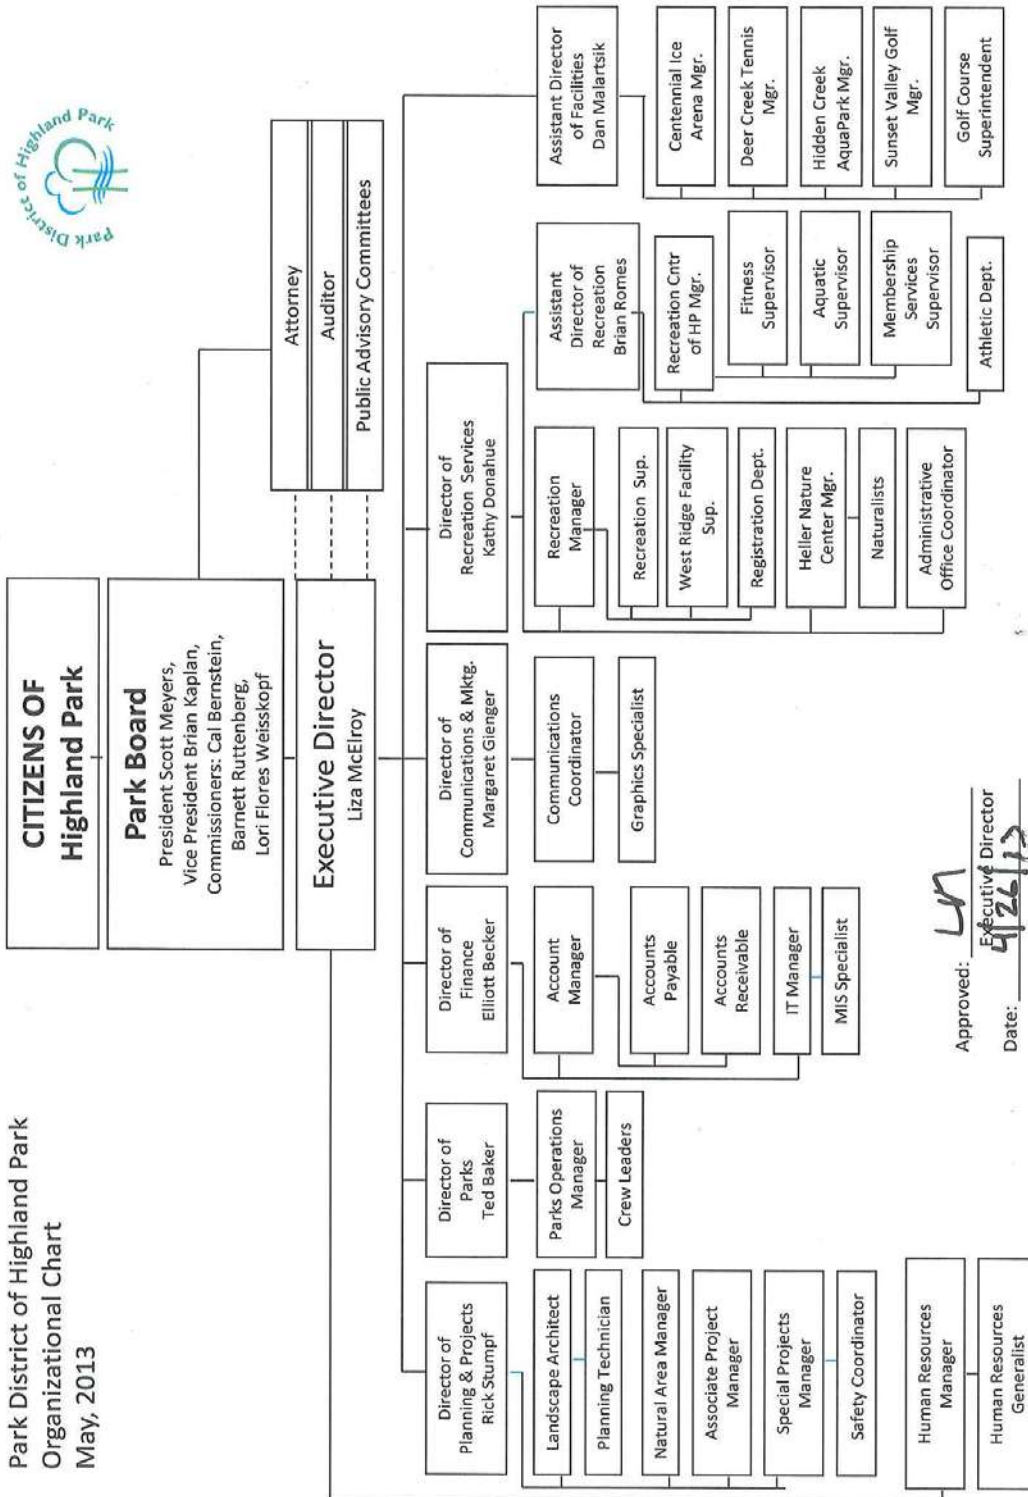 Park District of Highland Park
Organizational Chart
May, 2013
Park District of Highland Park
CITIZENS OF
Highland Park
Park Board
President Scott Meyers,
Vice President Brian Kaplan,
Commissioners: Cal Bernstein,
Barnett Ruttenberg,
Lori Flores Weisskopf
Attorney
Auditor
Public Advisory Committees
Executive Director
Liza McElroy
Director of
Planning & Projects
Rick Stumpf
Landscape Architect
Planning Technician
Natural Area Manager
Associate Project
Manager
Special Projects
Manager
Safety Coordinator
Human Resources
Manager
Human Resources
Generalist
Director of
Parks
Ted Baker
Parks Operations
Manager
Crew Leaders
Director of
Finance
Elliott Becker
Account
Manager
Accounts
Payable
Accounts
Receivable
IT Manager
MIS Specialist
Director of
Communications & Mktg.
Margaret Gienger
Communications
Coordinator
Graphics Specialist
Director of
Recreation Services
Kathy Donahue
Recreation
Manager
Recreation Sup.
West Ridge Facility
Sup.
Registration Dept.
Heller Nature
Center Mgr.
Naturalists
Administrative
Office Coordinator
Assistant
Director of
Recreation
Brian Romes
Recreation Cntr
of HP Mgr.
Fitness
Supervisor
Aquatic
Supervisor
Membership
Services
Supervisor
Athletic Dept.
Assistant Director
of Facilities
Dan Malartsik
Centennial Ice
Arena Mgr.
Deer Creek Tennis
Mgr.
Hidden Creek
AquaPark Mgr.
Sunset Valley Golf
Mgr.
Golf Course
Superintendent
Approved:
Executive Director
Date: 4/26/13